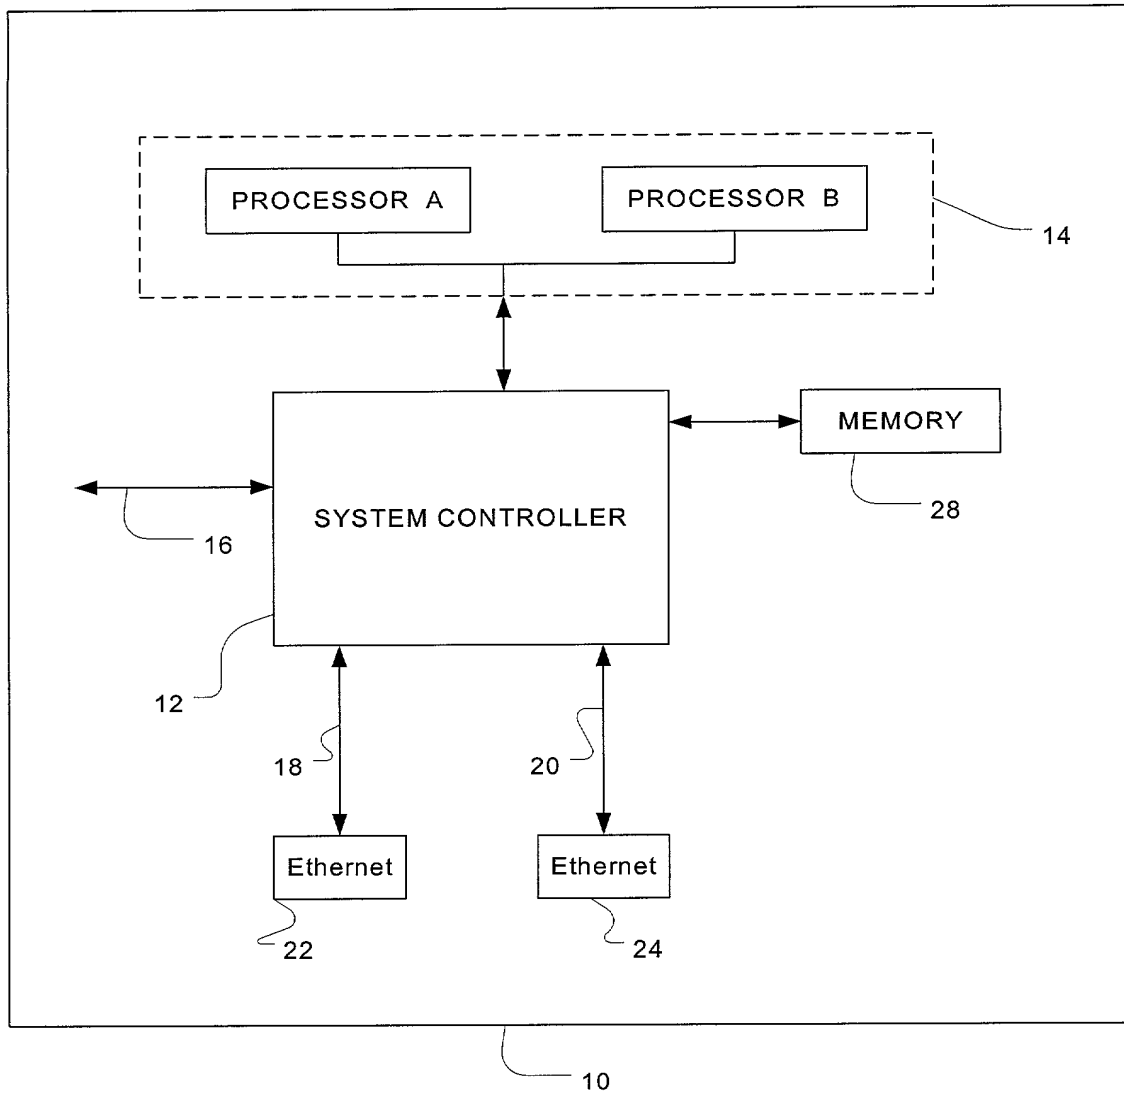 PROCESSOR A
PROCESSOR B
14
MEMORY
28
SYSTEM CONTROLLER
16
12
18
20
Ethernet
Ethernet
22
24
10